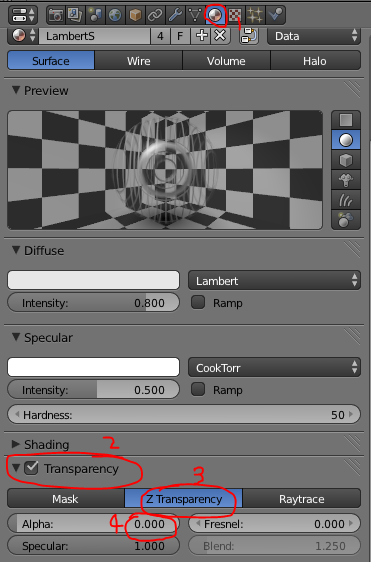 1
LambertS 4 F Data
Surface Wire Volume Halo
Preview
Diffuse
Lambert
Intensity: 0.800 Ramp
Specular
CookTorr
Intensity: 0.500 Ramp
Hardness: 50
Shading
2
Transparency
3
Mask Z Transparency Raytrace
Alpha: 4 0.000 Fresnel: 0.000
Specular: 1.000 Blend: 1.250